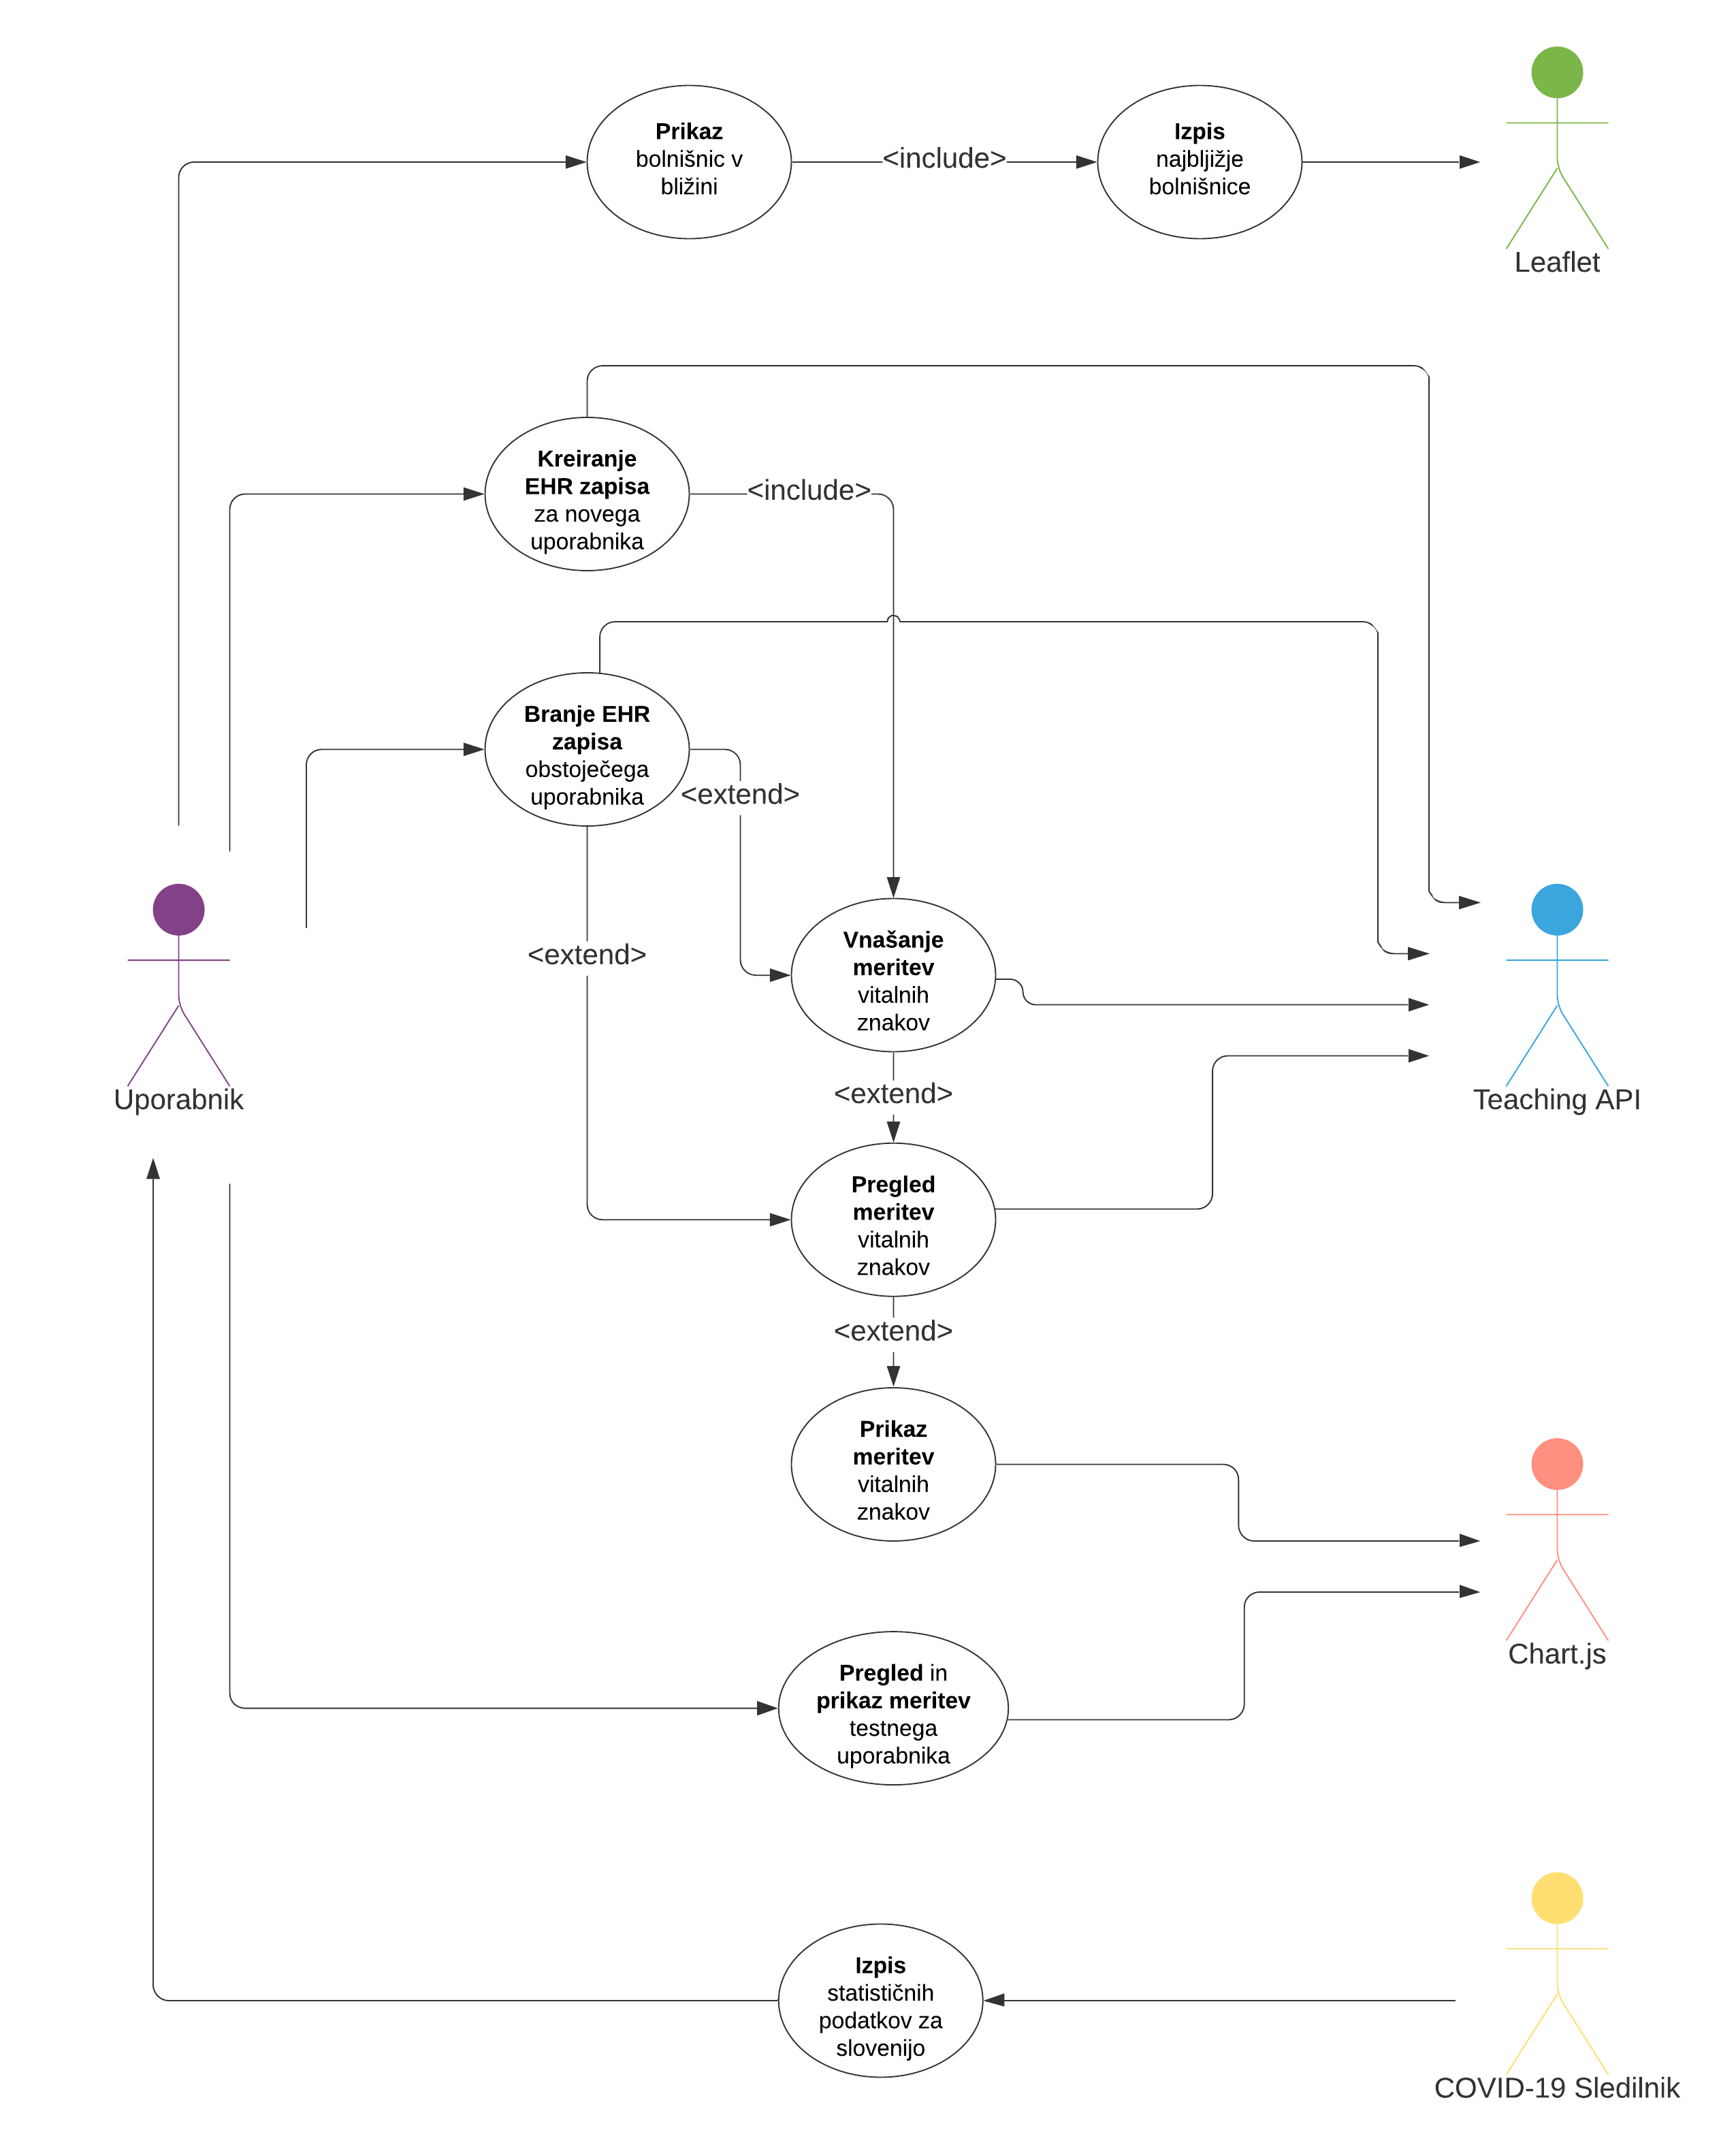 Prikaz
bolnišnic v
bližini
<include>
Izpis
najbljižje
bolnišnice
Leaflet
Kreiranje
EHR zapisa
za novega
uporabnika
<include>
Branje EHR
zapisa
obstoječega
uporabnika
<extend>
<extend>
Vnašanje
meritev
vitalnih
znakov
Uporabnik
Teaching API
<extend>
Pregled
meritev
vitalnih
znakov
<extend>
Prikaz
meritev
vitalnih
znakov
Chart.js
Pregled in
prikaz meritev
testnega
uporabnika
Izpis
statističnih
podatkov za
slovenijo
COVID-19 Sledilnik